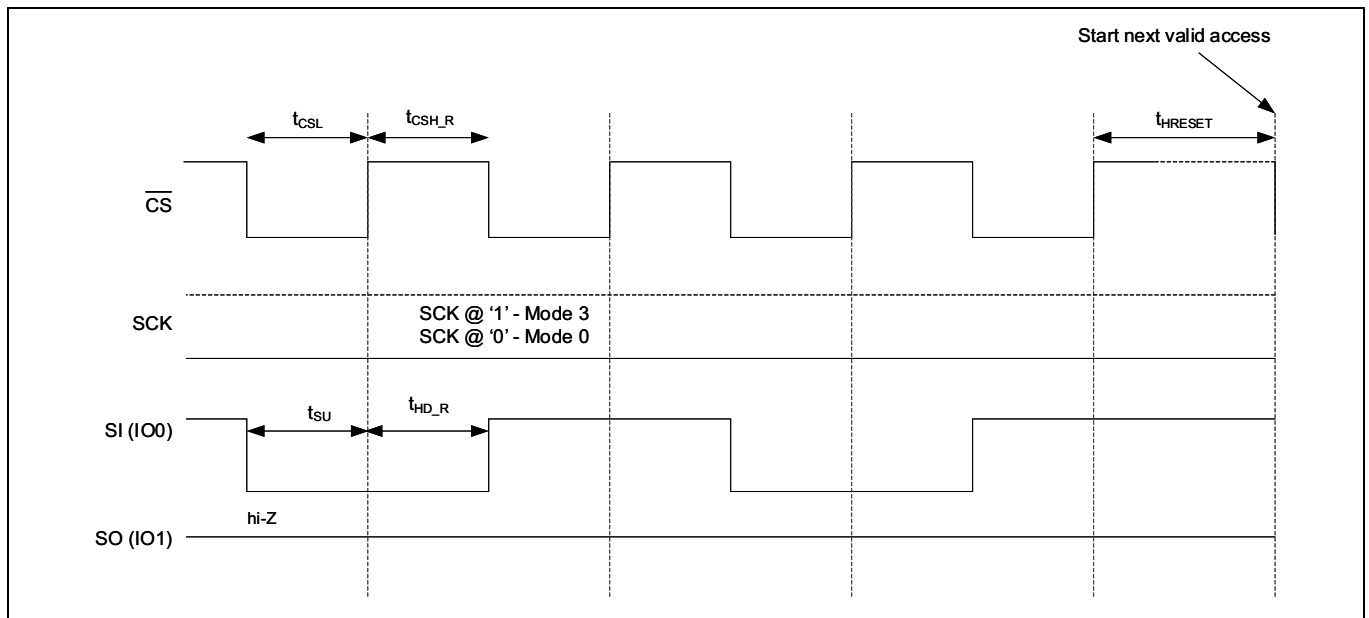 Start next valid access
tCSL
tCSH_R
tHRESET
CS
SCK @ ‘1’ - Mode 3
SCK
SCK @ ‘0’ - Mode 0
tSU
tHD_R
SI (IO0)
hi-Z
SO (IO1)